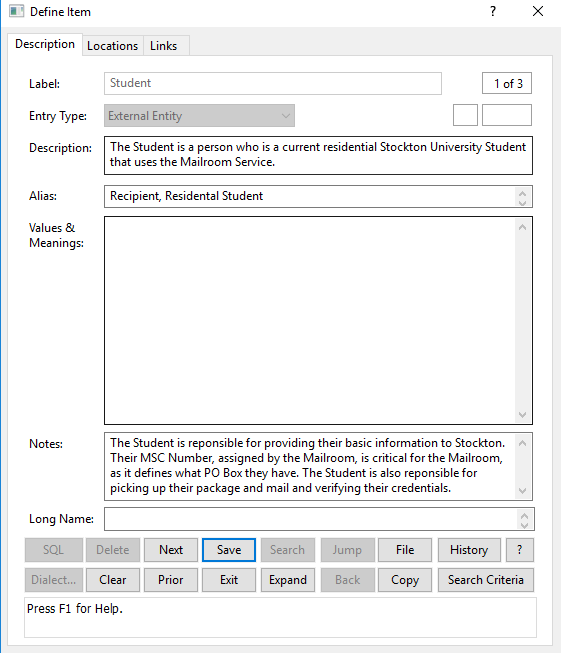 Define Item
?
Description Locations Links
Label: Student 1 of 3
Entry Type: External Entity
Description: The Student is a person who is a current residential Stockton University Student
that uses the Mailroom Service.
Alias: Recipient, Residental Student
Values &
Meanings:
Notes: The Student is reponsible for providing their basic information to Stockton.
Their MSC Number, assigned by the Mailroom, is critical for the Mailroom,
as it defines what PO Box they have. The Student is also reponsible for
picking up their package and mail and verifying their credentials.
Long Name:
SQL Delete Next Save Search Jump File History ?
Dialect... Clear Prior Exit Expand Back Copy Search Criteria
Press F1 for Help.